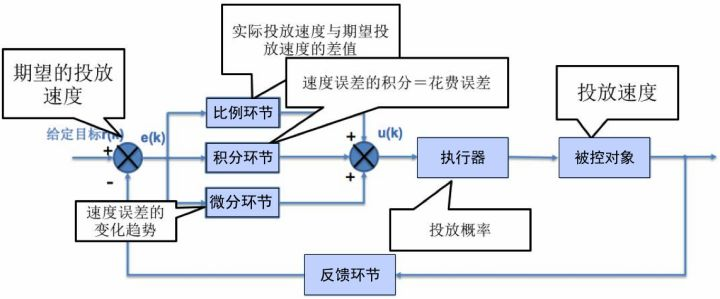 实际投放速度与期望投
放速度的差值
期望的投放
速度
速度误差的积分＝花费误差
投放速度
给定目标r(k)
e(k)
比例环节
u(k)
+
+
+
积分环节
执行器
被控对象
-
+
速度误差的
变化趋势
微分环节
投放概率
反馈环节